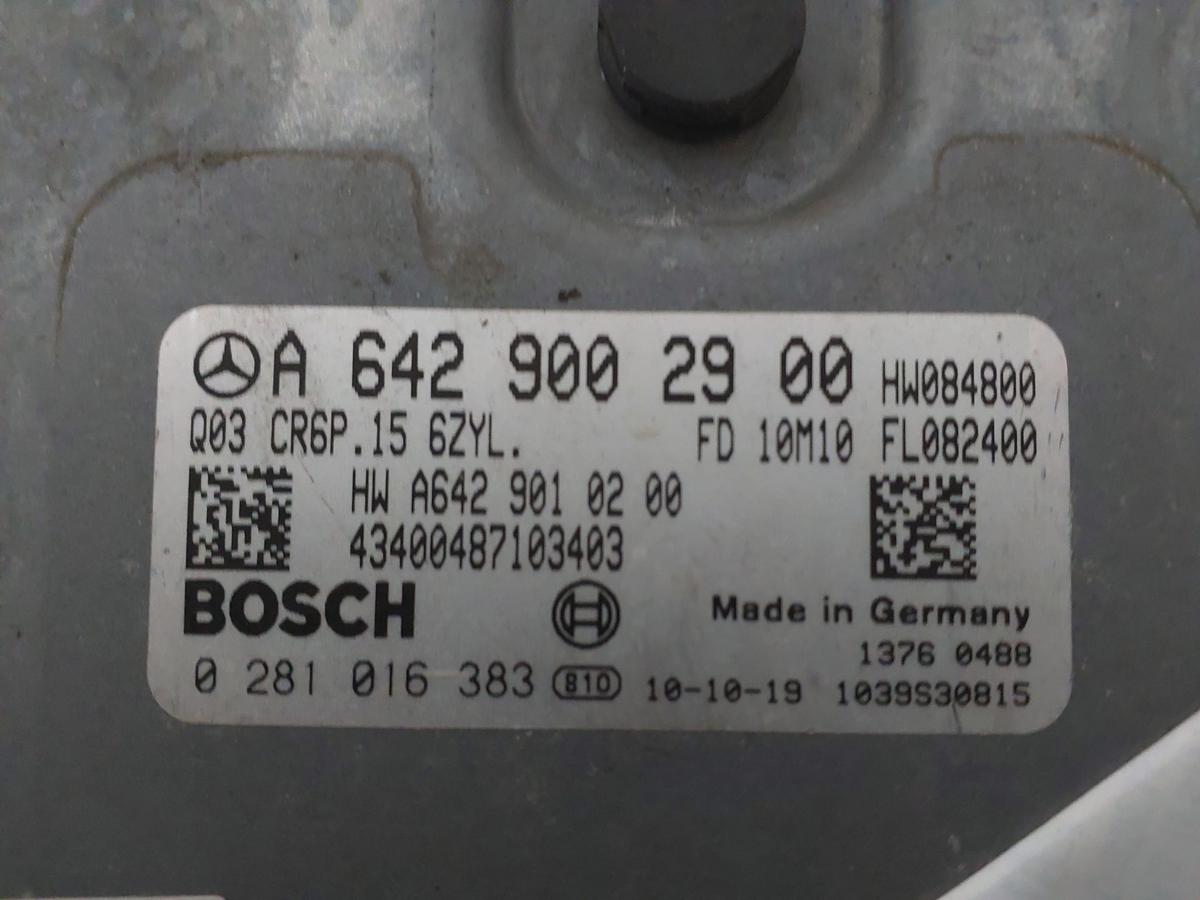 A 642 900 29 00 HW084800
Q03 CR6P.15 6ZYL. FD 10M10 FL082400
HW A642 901 02 00
43400487103403
BOSCH Made in Germany
1376 0488
0 281 016 383 810 10-10-19 1039S30815